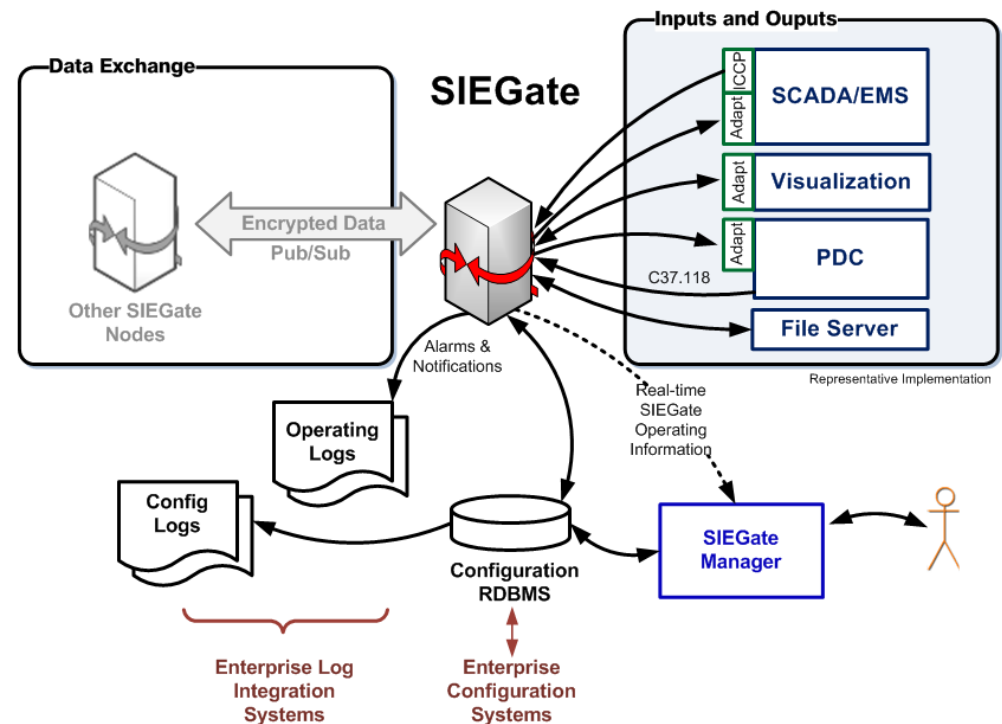 Inputs and Ouputs
Data Exchange
SIEGate
ICCP
Adapt
SCADA/EMS
Adapt
Visualization
Adapt
PDC
C37.118
File Server
Representative Implementation
Encrypted Data
Pub/Sub
Other SIEGate
Nodes
Alarms &
Notifications
Real-time
SIEGate
Operating
Information
Operating
Logs
Config
Logs
Configuration
RDBMS
SIEGate
Manager
Enterprise Log
Integration
Systems
Enterprise
Configuration
Systems